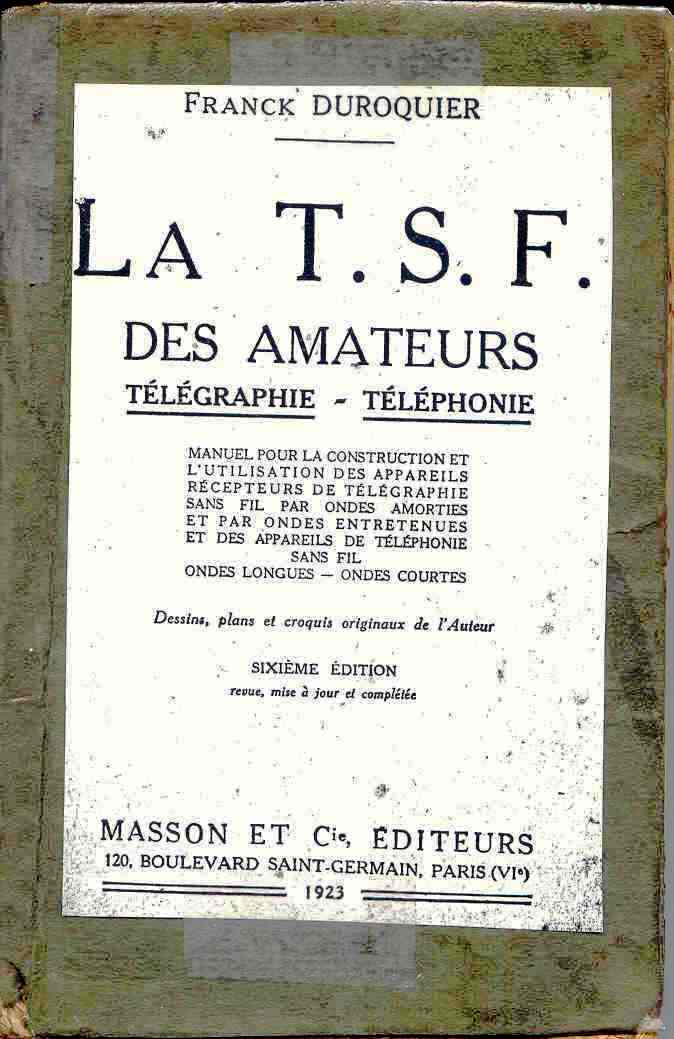 FRANCK DUROQUIER
LA T. S. F.
DES AMATEURS
TÉLÉGRAPHIE - TÉLÉPHONIE
MANUEL POUR LA CONSTRUCTION ET
L'UTILISATION DES APPAREILS
RÉCEPTEURS DE TÉLÉGRAPHIE
SANS FIL PAR ONDES AMORTIES
ET PAR ONDES ENTRETENUES
ET DES APPAREILS DE TÉLÉPHONIE
SANS FIL
ONDES LONGUES — ONDES COURTES
Dessins, plans et croquis originaux de l'Auteur
SIXIÈME ÉDITION
revue, mise à jour et complétée
MASSON ET Cie, ÉDITEURS
120, BOULEVARD SAINT-GERMAIN, PARIS (VIe)
1923